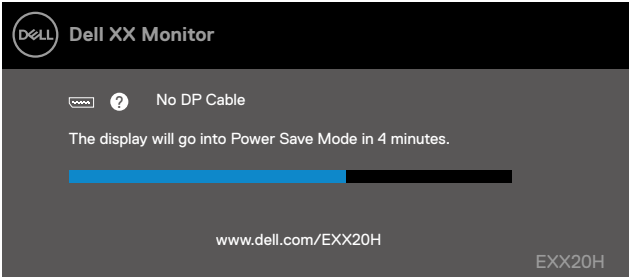 DELL Dell XX Monitor
? No DP Cable
The display will go into Power Save Mode in 4 minutes.
www.dell.com/EXX20H
EXX20H